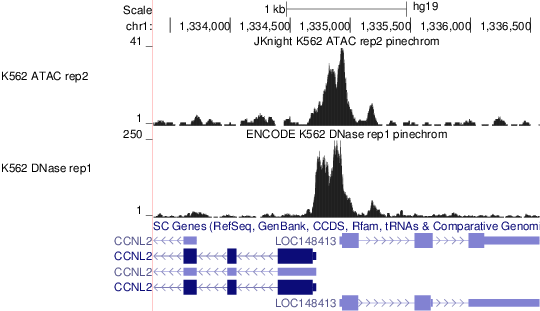 Scale 1 kb hg19
chr1: 1,334,000 1,334,500 1,335,000 1,335,500 1,336,000 1,336,500
JKnight K562 ATAC rep2 pinechrom
41
K562 ATAC rep2
1
ENCODE K562 DNase rep1 pinechrom
250
K562 DNase rep1
1
SC Genes (RefSeq, GenBank, CCDS, Rfam, tRNAs & Comparative Genomi
CCNL2 LOC148413
CCNL2
CCNL2
CCNL2
LOC148413